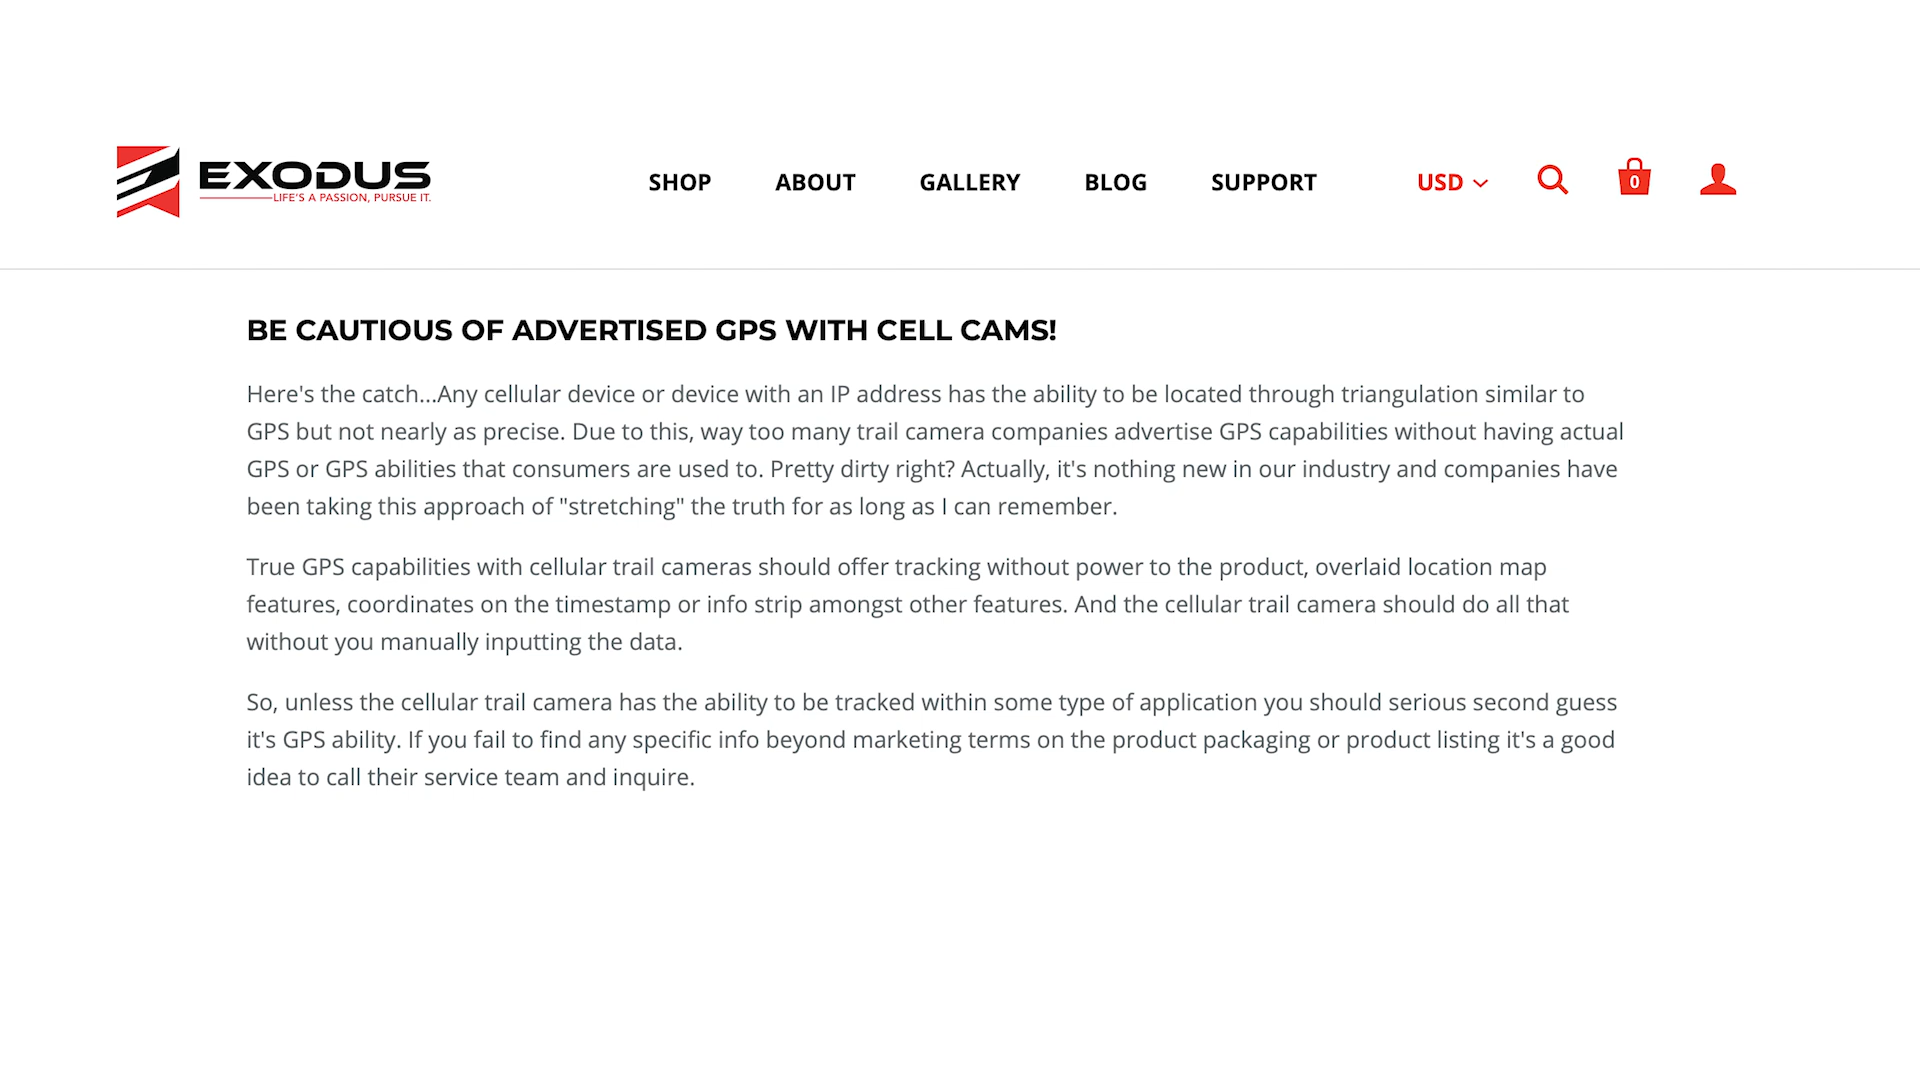 EXODUS
LIFE'S A PASSION, PURSUE IT.
SHOP ABOUT GALLERY BLOG SUPPORT USD 0
BE CAUTIOUS OF ADVERTISED GPS WITH CELL CAMS!
Here's the catch...Any cellular device or device with an IP address has the ability to be located through triangulation similar to
GPS but not nearly as precise. Due to this, way too many trail camera companies advertise GPS capabilities without having actual
GPS or GPS abilities that consumers are used to. Pretty dirty right? Actually, it's nothing new in our industry and companies have
been taking this approach of "stretching" the truth for as long as I can remember.
True GPS capabilities with cellular trail cameras should offer tracking without power to the product, overlaid location map
features, coordinates on the timestamp or info strip amongst other features. And the cellular trail camera should do all that
without you manually inputting the data.
So, unless the cellular trail camera has the ability to be tracked within some type of application you should serious second guess
it's GPS ability. If you fail to find any specific info beyond marketing terms on the product packaging or product listing it's a good
idea to call their service team and inquire.